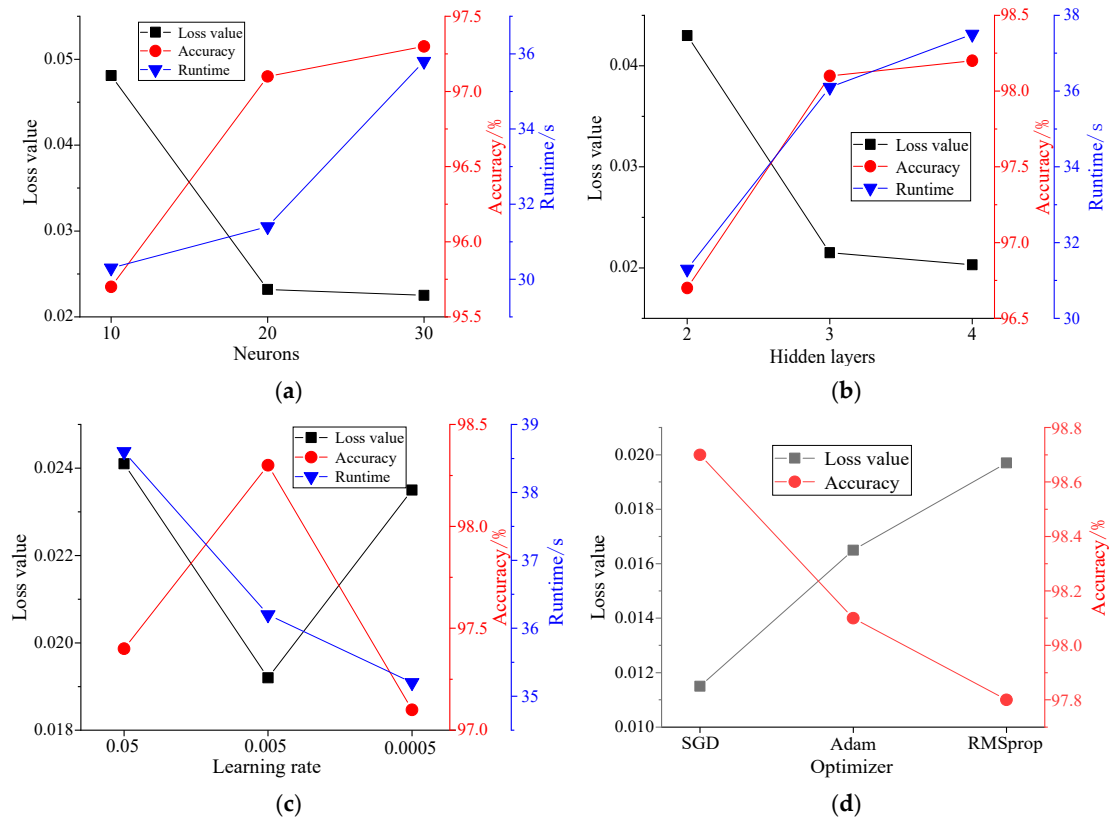 Loss value
0.05
0.04
0.03
0.02
Loss value
Accuracy
Runtime
10
20
30
Neurons
97.5
97.0
96.5
96.0
95.5
Accuracy/%
36
34
32
30
Runtime/s
(a)
Loss value
0.04
0.03
0.02
Loss value
Accuracy
Runtime
2
3
4
Hidden layers
98.5
98.0
97.5
97.0
96.5
Accuracy/%
38
36
34
32
30
Runtime/s
(b)
Loss value
0.024
0.022
0.020
0.018
Loss value
Accuracy
Runtime
0.05
0.005
0.0005
Learning rate
98.5
98.0
97.5
97.0
Accuracy/%
39
38
37
36
35
Runtime/s
(c)
Loss value
0.020
0.018
0.016
0.014
0.012
0.010
Loss value
Accuracy
SGD
Adam
RMSprop
Optimizer
98.8
98.6
98.4
98.2
98.0
97.8
Accuracy/%
(d)